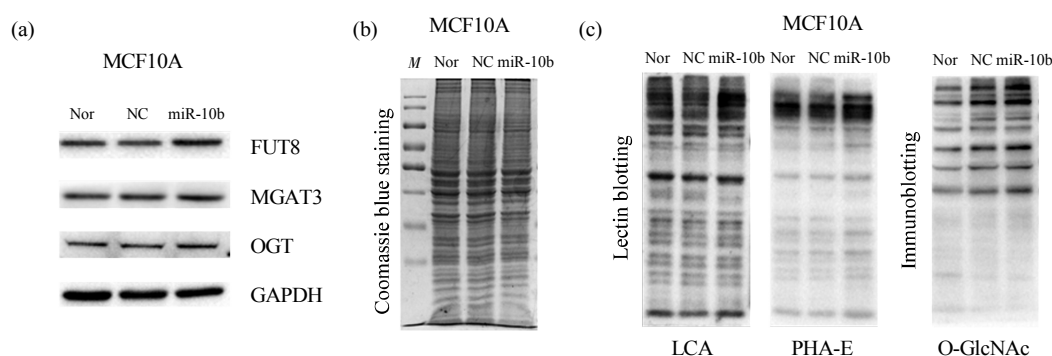 (a)
MCF10A
Nor NC miR-10b
FUT8
MGAT3
OGT
GAPDH
(b)
MCF10A
M Nor NC miR-10b
Coomassie blue staining
(c)
MCF10A
Nor NC miR-10b
Nor NC miR-10b
Nor NC miR-10b
Lectin blotting
Immunoblotting
LCA
PHA-E
O-GlcNAc